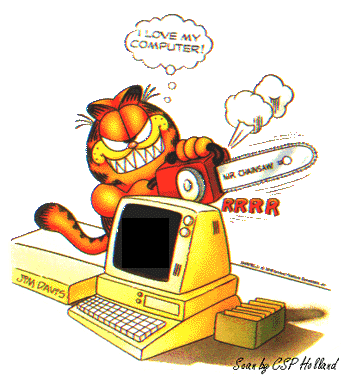 I LOVE MY
COMPUTER!
MR. CHAINSAW
RRRR
JIM DAVIS
Scan by CSP Holland